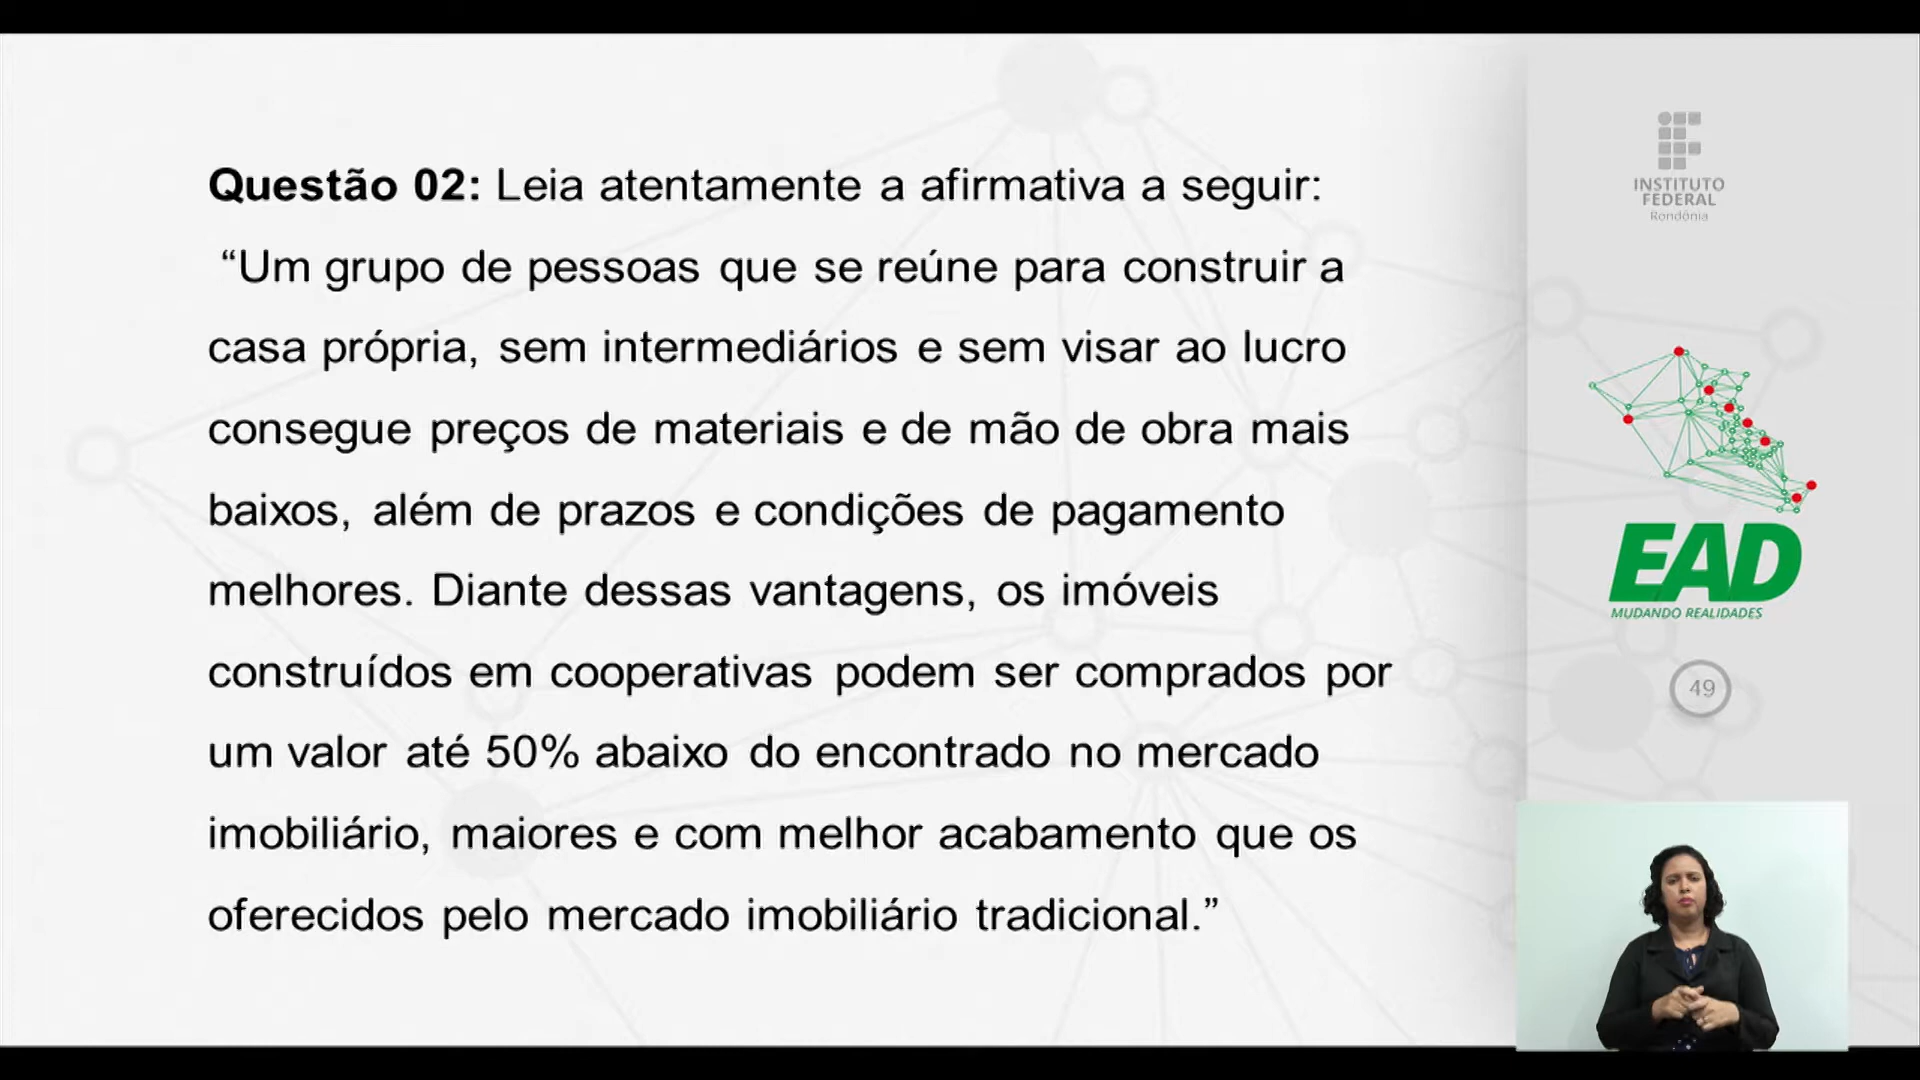 Questão 02: Leia atentamente a afirmativa a seguir:
“Um grupo de pessoas que se reúne para construir a
casa própria, sem intermediários e sem visar ao lucro
consegue preços de materiais e de mão de obra mais
baixos, além de prazos e condições de pagamento
melhores. Diante dessas vantagens, os imóveis
construídos em cooperativas podem ser comprados por
um valor até 50% abaixo do encontrado no mercado
imobiliário, maiores e com melhor acabamento que os
oferecidos pelo mercado imobiliário tradicional.”
INSTITUTO
FEDERAL
Rondônia
EAD
MUDANDO REALIDADES
49